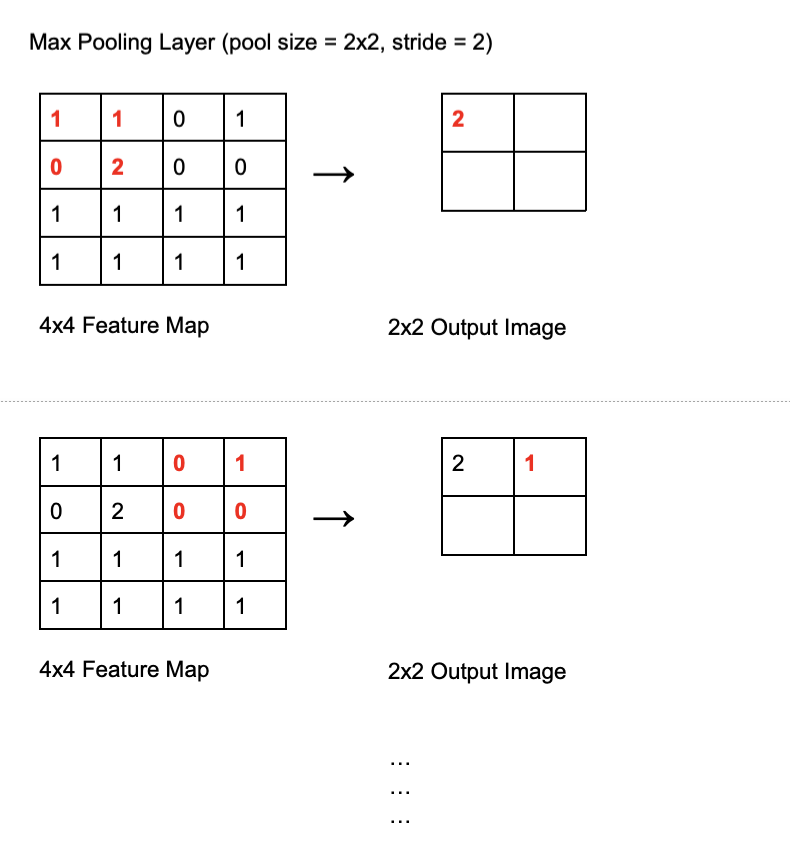 Max Pooling Layer (pool size = 2x2, stride = 2)
1 1 0 1 2
0 2 0 0
→
1 1 1 1
1 1 1 1
4x4 Feature Map 2x2 Output Image
1 1 0 1 2 1
0 2 0 0
→
1 1 1 1
1 1 1 1
4x4 Feature Map 2x2 Output Image
...
...
...